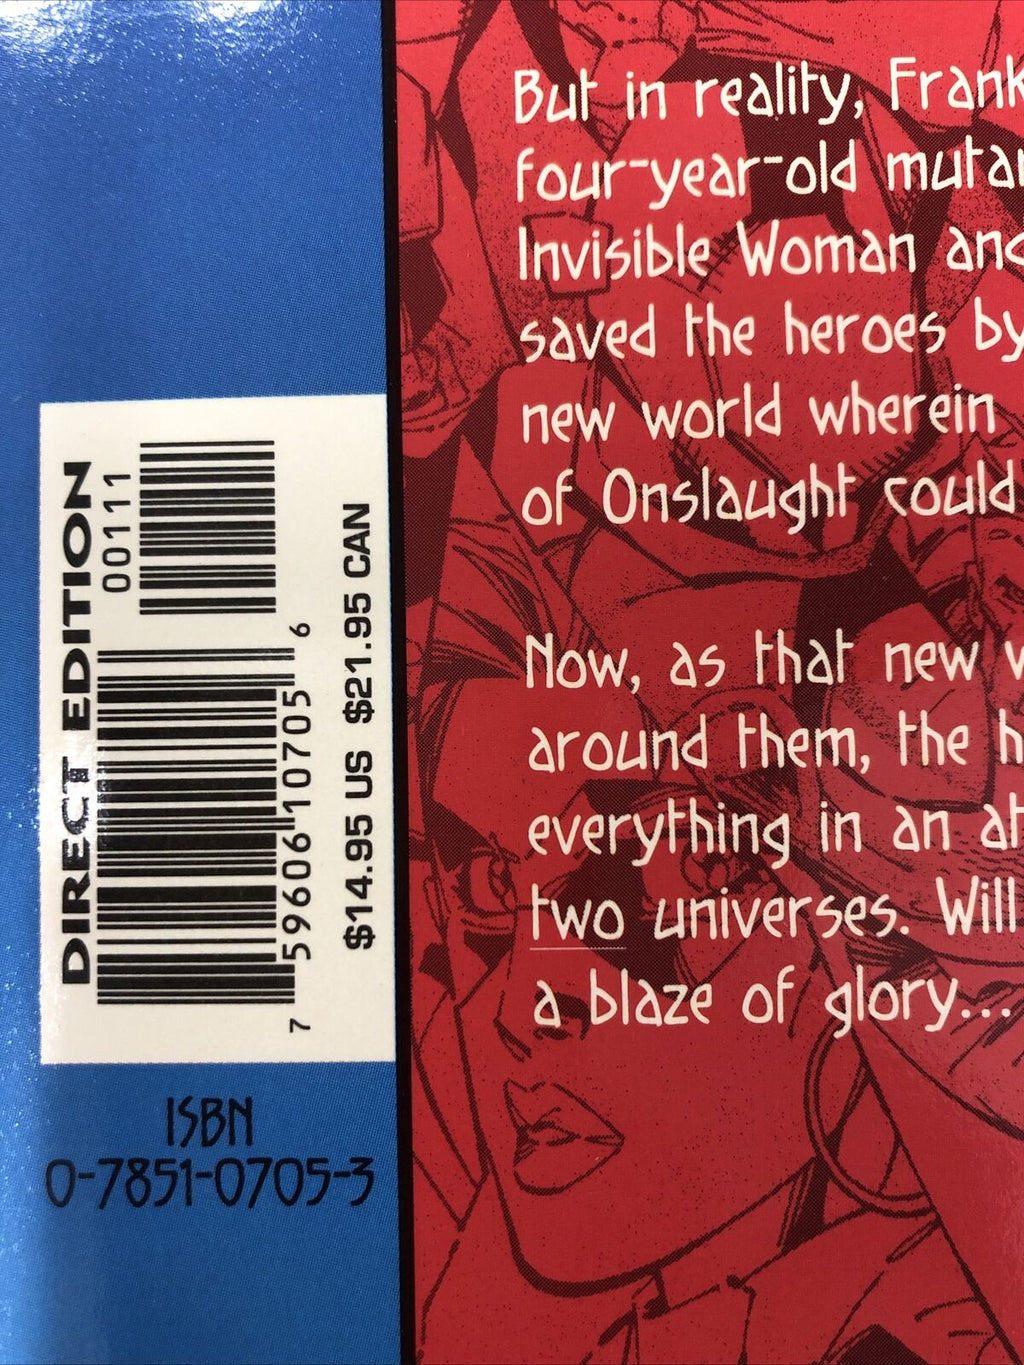 But in reality, Frank
four-year-old mutan
Invisible Woman and
saved the heroes by
new world wherein
of Onslaught could
Now, as that new w
around them, the h
everything in an at
two universes. Will
a blaze of glory...
DIRECT EDITION
00111
7 59606 10705 6
$14.95 US $21.95 CAN
ISBN
0-7851-0705-3